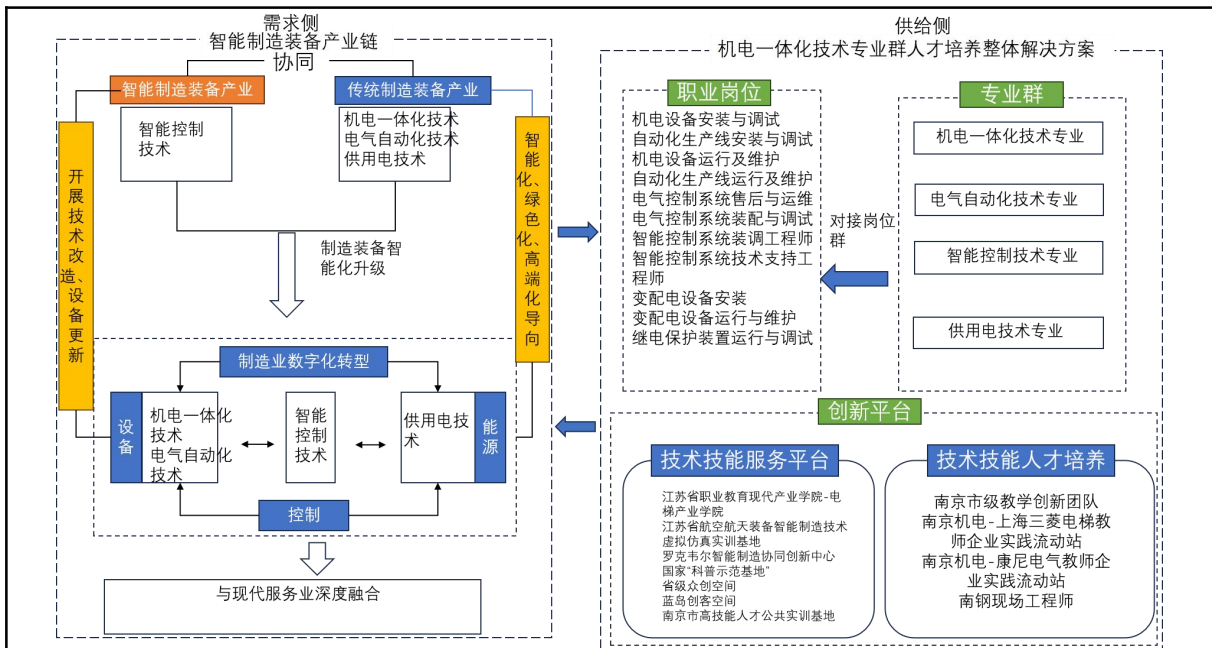 需求侧
智能制造装备产业链
协同
智能制造装备产业
传统制造装备产业
智能控制
技术
机电一体化技术
电气自动化技术
供用电技术
开展技术改造、设备更新
智能化、绿色化、高端化导向
制造装备智
能化升级
制造业数字化转型
设备
机电一体化
技术
电气自动化
技术
智能
控制
技术
供用电技
术
能源
控制
与现代服务业深度融合
供给侧
机电一体化技术专业群人才培养整体解决方案
职业岗位
机电设备安装与调试
自动化生产线安装与调试
机电设备运行及维护
自动化生产线运行及维护
电气控制系统售后与运维
电气控制系统装配与调试
智能控制系统装调工程师
智能控制系统技术支持工
程师
变配电设备安装
变配电设备运行与维护
继电保护装置运行与调试
对接岗位
群
专业群
机电一体化技术专业
电气自动化技术专业
智能控制技术专业
供用电技术专业
创新平台
技术技能服务平台
江苏省职业教育现代产业学院-电
梯产业学院
江苏省航空航天装备智能制造技术
虚拟仿真实训基地
罗克韦尔智能制造协同创新中心
国家“科普示范基地”
省级众创空间
蓝岛创客空间
南京市高技能人才公共实训基地
技术技能人才培养
南京市级教学创新团队
南京机电-上海三菱电梯教
师企业实践流动站
南京机电-康尼电气教师企
业实践流动站
南钢现场工程师